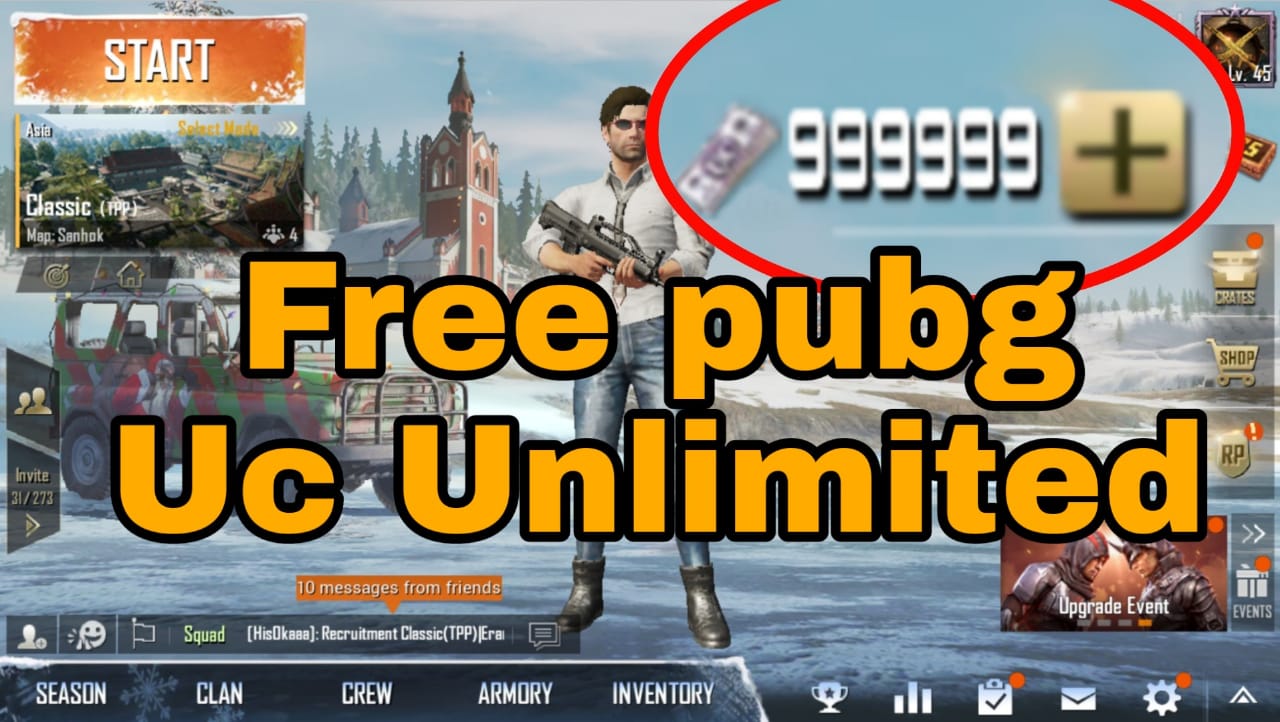 START
Lv. 45
999999
Asia
Select Mode
Classic (TPP)
Map: Sanhok
4
CRATES
Free pubg
SHOP
Uc Unlimited
RP
Invite
31/273
10 messages from friends
Upgrade Event
EVENTS
Squad
[HisOkaaa]: Recruitment Classic(TPP)|Era
SEASON
CLAN
CREW
ARMORY
INVENTORY